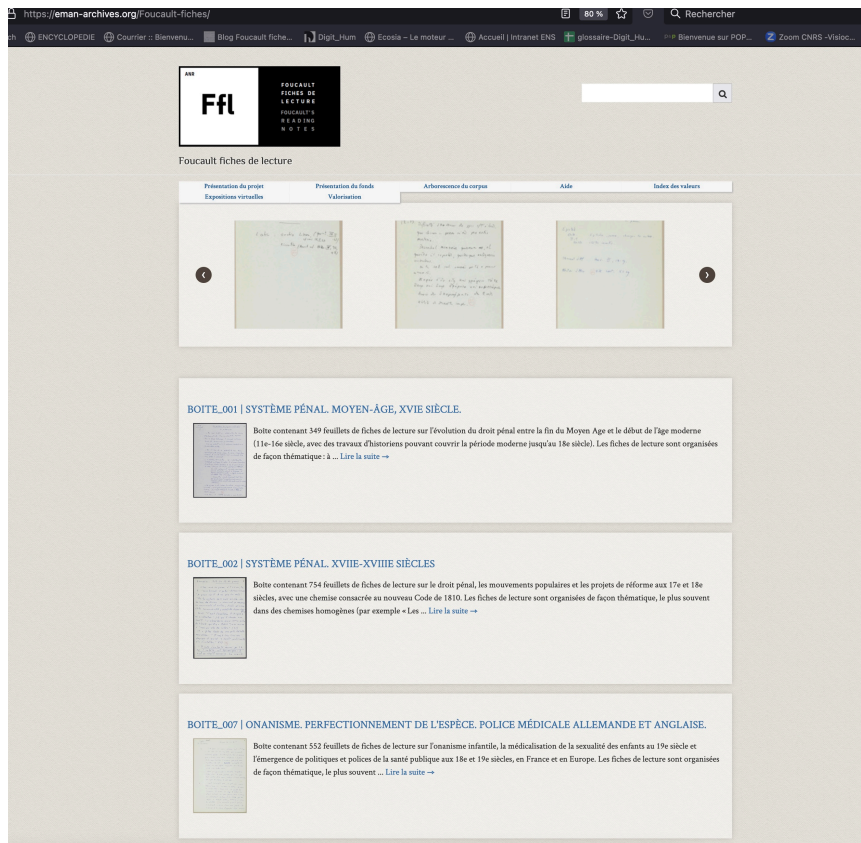 https://eman-archives.org/Foucault-fiches/
80 %
Rechercher
ch
ENCYCLOPEDIE
Courrier :: Bienvenu...
Blog Foucault fiche...
Digit_Hum
Ecosia – Le moteur ...
Accueil | Intranet ENS
glossaire-Digit_Hu...
Bienvenue sur POP...
Zoom CNRS -Visioc...
ANR
Ffl
FOUCAULT
FICHES DE
LECTURE
FOUCAULT'S
READING
NOTES
Foucault fiches de lecture
Présentation du projet
Présentation du fonds
Arborescence du corpus
Aide
Index des valeurs
Expositions virtuelles
Valorisation
BOITE_001 | SYSTÈME PÉNAL. MOYEN-ÂGE, XVIE SIÈCLE.
Boîte contenant 349 feuillets de fiches de lecture sur l'évolution du droit pénal entre la fin du Moyen Age et le début de l'âge moderne
(11e-16e siècle, avec des travaux d'historiens pouvant couvrir la période moderne jusqu'au 18e siècle). Les fiches de lecture sont organisées
de façon thématique : à ... Lire la suite →
BOITE_002 | SYSTÈME PÉNAL. XVIIE-XVIIIE SIÈCLES
Boîte contenant 754 feuillets de fiches de lecture sur le droit pénal, les mouvements populaires et les projets de réforme aux 17e et 18e
siècles, avec une chemise consacrée au nouveau Code de 1810. Les fiches de lecture sont organisées de façon thématique, le plus souvent
dans des chemises homogènes (par exemple « Les ... Lire la suite →
BOITE_007 | ONANISME. PERFECTIONNEMENT DE L'ESPÈCE. POLICE MÉDICALE ALLEMANDE ET ANGLAISE.
Boîte contenant 552 feuillets de fiches de lecture sur l'onanisme infantile, la médicalisation de la sexualité des enfants au 19e siècle et
l'émergence de politiques et polices de la santé publique aux 18e et 19e siècles, en France et en Europe. Les fiches de lecture sont organisées
de façon thématique, le plus souvent ... Lire la suite →